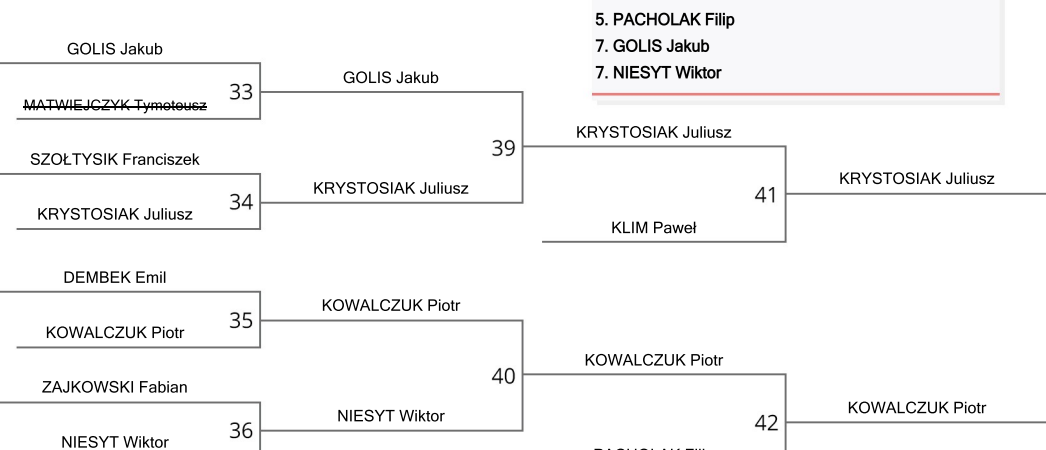 5. PACHOLAK Filip
7. GOLIS Jakub
7. NIESYT Wiktor
GOLIS Jakub
33
MATWIEJCZYK Tymoteusz
GOLIS Jakub
SZOŁTYSIK Franciszek
34
KRYSTOSIAK Juliusz
KRYSTOSIAK Juliusz
39
KRYSTOSIAK Juliusz
KLIM Paweł
41
KRYSTOSIAK Juliusz
DEMBEK Emil
35
KOWALCZUK Piotr
KOWALCZUK Piotr
ZAJKOWSKI Fabian
36
NIESYT Wiktor
NIESYT Wiktor
40
KOWALCZUK Piotr
42
KOWALCZUK Piotr